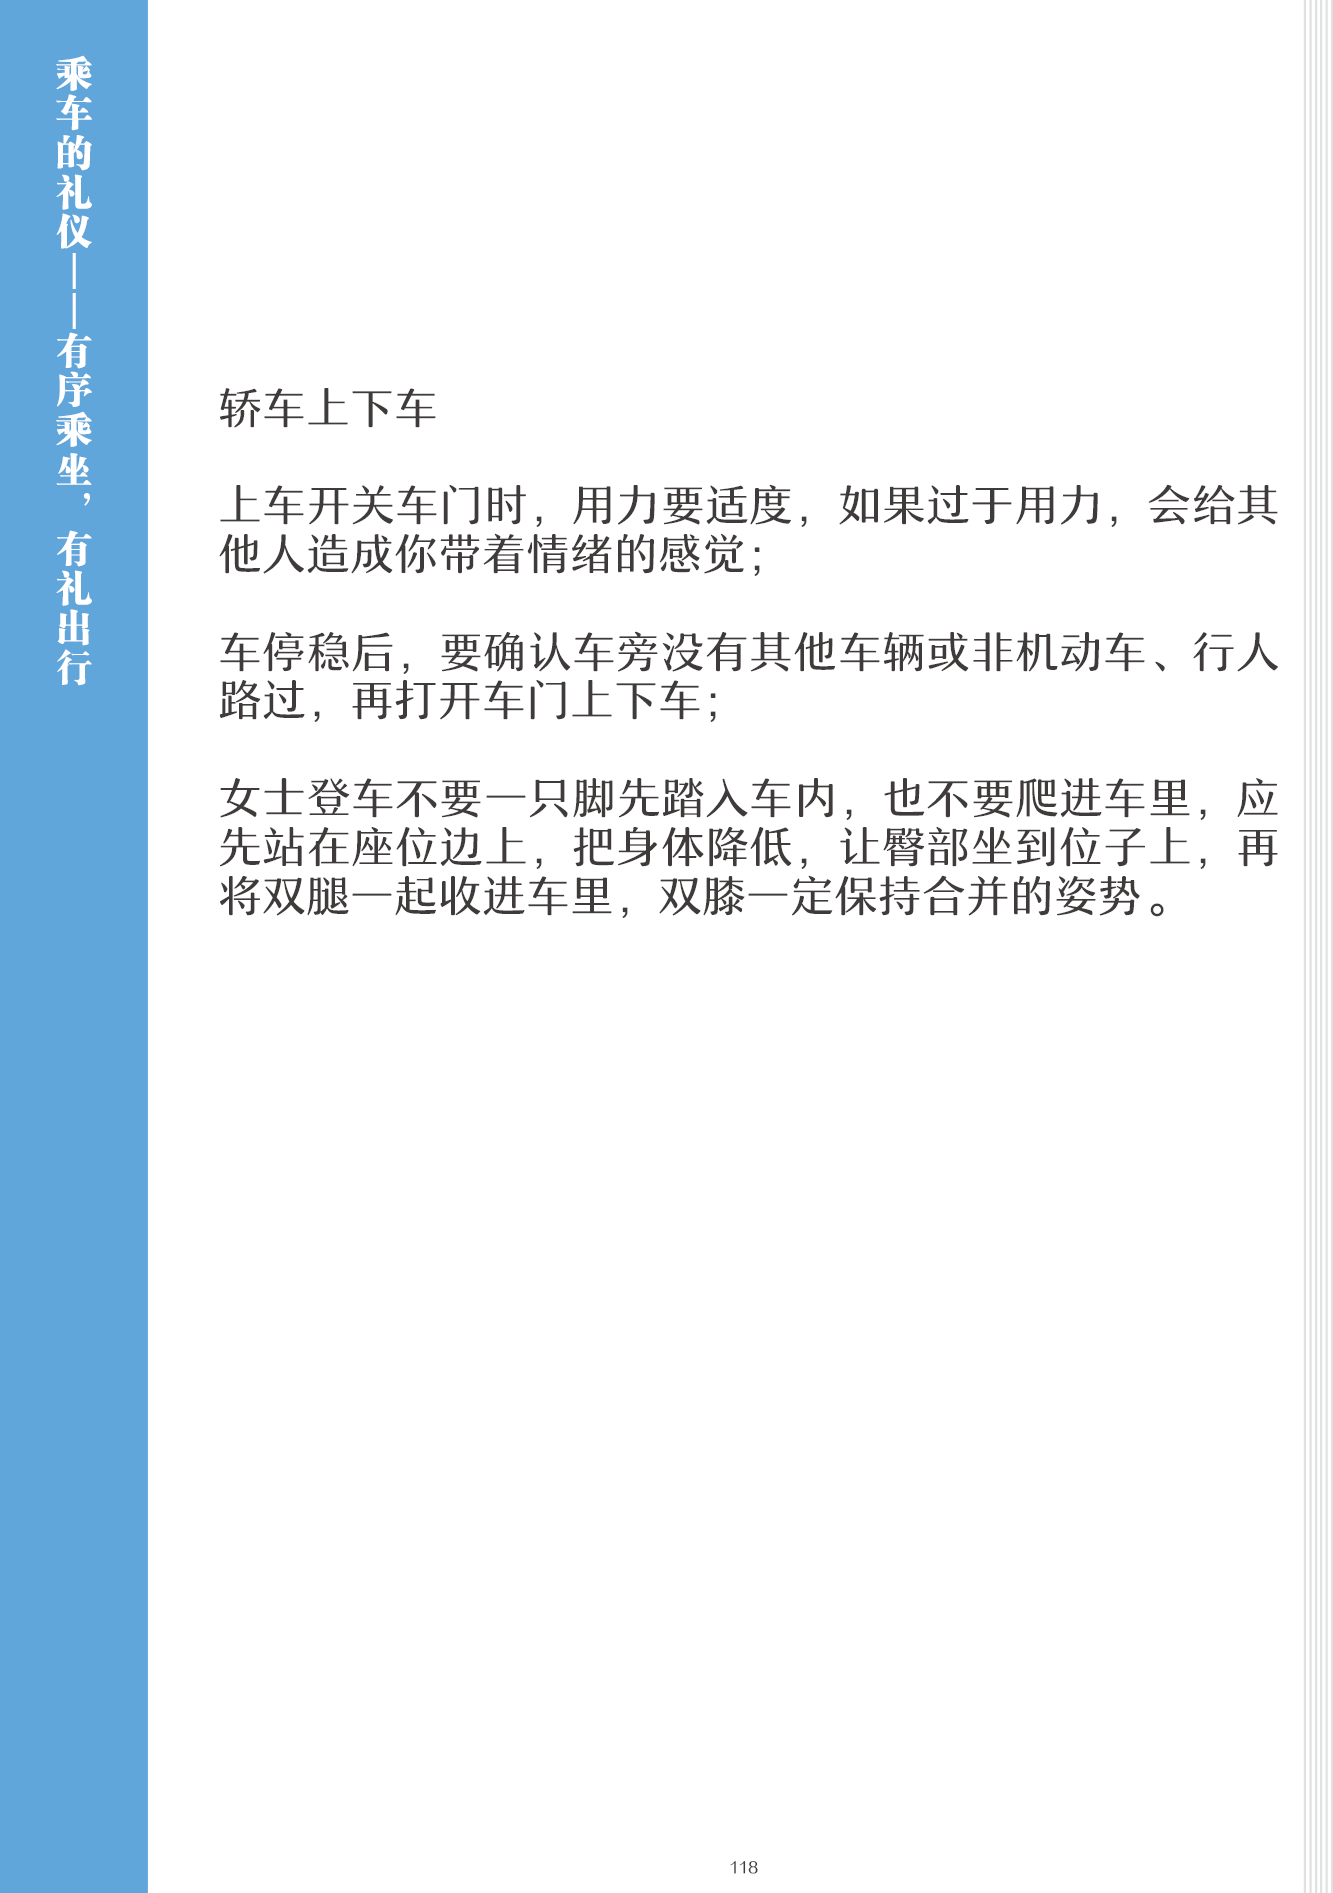 乘车的礼仪——有序乘坐，有礼出行
轿车上下车
上车开关车门时，用力要适度，如果过于用力，会给其
他人造成你带着情绪的感觉；
车停稳后，要确认车旁没有其他车辆或非机动车、行人
路过，再打开车门上下车；
女士登车不要一只脚先踏入车内，也不要爬进车里，应
先站在座位边上，把身体降低，让臀部坐到位子上，再
将双腿一起收进车里，双膝一定保持合并的姿势。
118